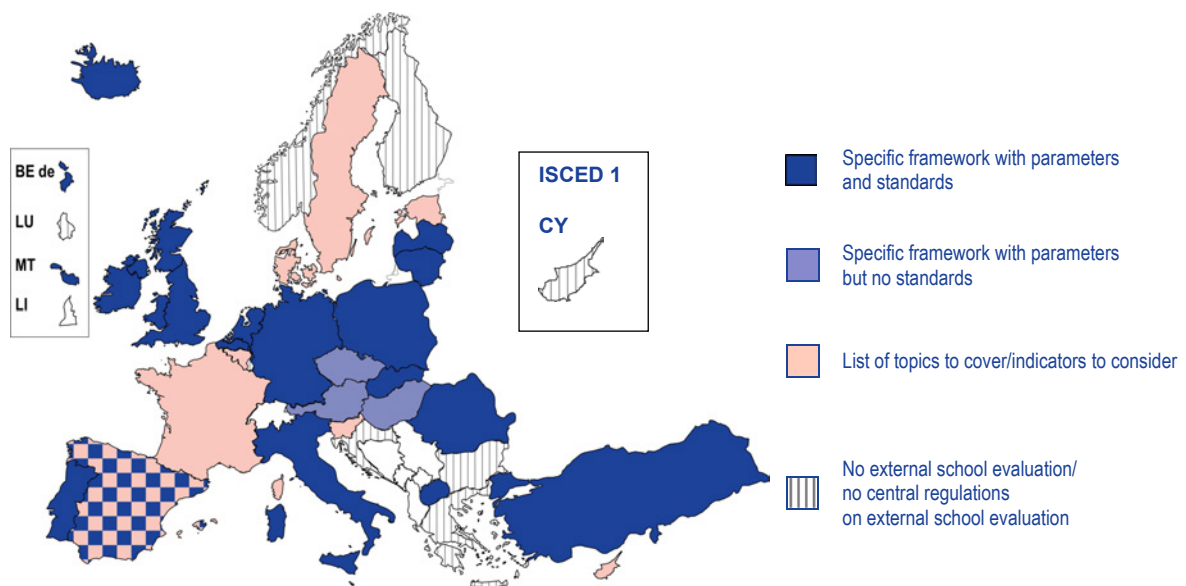 BE de
LU
MT
LI
ISCED 1
CY
Specific framework with parameters
and standards
Specific framework with parameters
but no standards
List of topics to cover/indicators to consider
No external school evaluation/
no central regulations
on external school evaluation